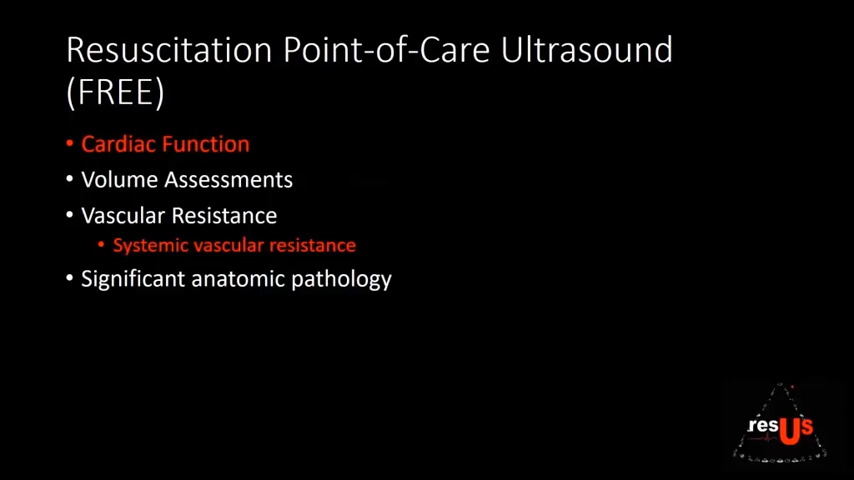 Resuscitation Point-of-Care Ultrasound
(FREE)
• Cardiac Function
• Volume Assessments
• Vascular Resistance
• Systemic vascular resistance
• Significant anatomic pathology
resUs